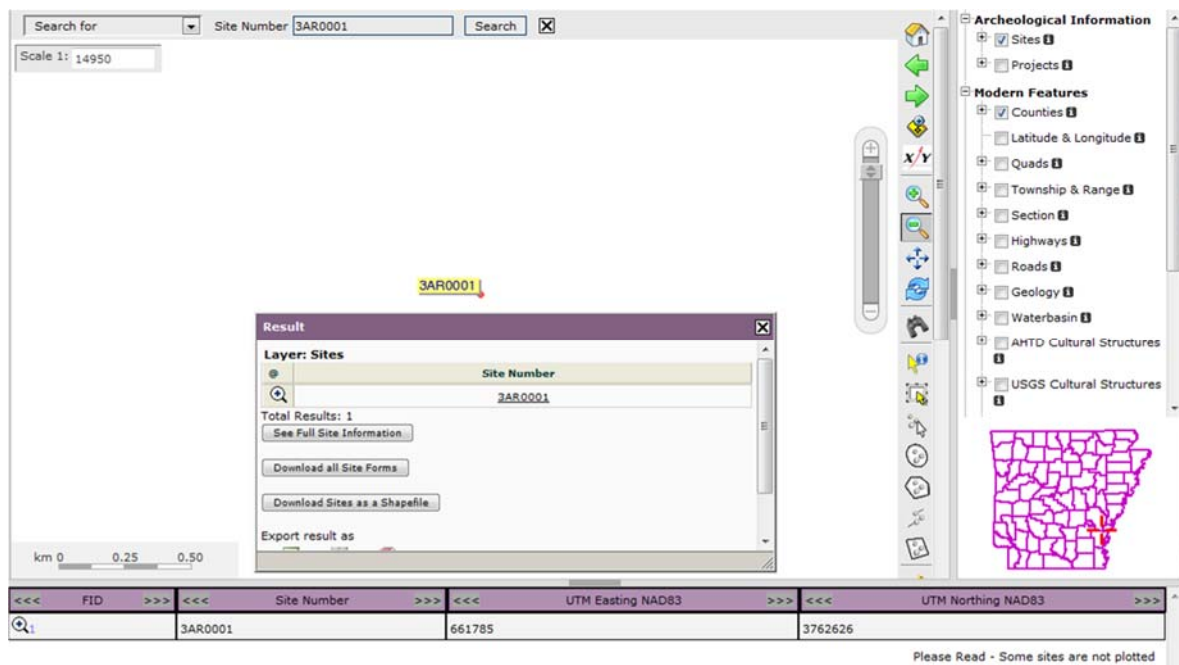 Search for
Site Number 3AR0001
Search
Scale 1: 14950
X/Y
3AR0001
Result
Layer: Sites
@ Site Number
3AR0001
Total Results: 1
See Full Site Information
Download all Site Forms
Download Sites as a Shapefile
Export result as
km 0 0.25 0.50
Archeological Information
Sites
Projects
Modern Features
Counties
Latitude & Longitude
Quads
Township & Range
Section
Highways
Roads
Geology
Waterbasin
AHTD Cultural Structures
USGS Cultural Structures
<<< FID >>> <<< Site Number >>> <<< UTM Easting NAD83 >>> <<< UTM Northing NAD83 >>>
1 3AR0001 661785 3762626
Please Read - Some sites are not plotted